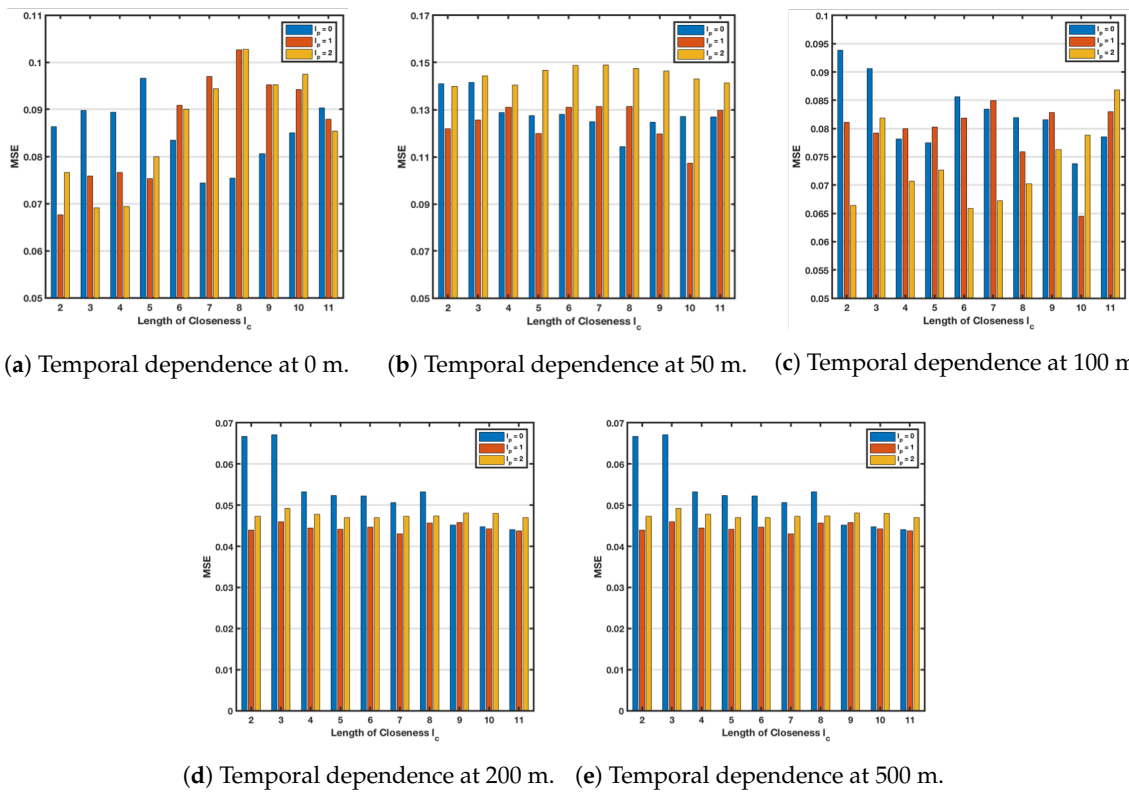 0.11
0.1
0.09
0.08
0.07
0.06
0.05
MSE
2 3 4 5 6 7 8 9 10 11
Length of Closeness l_c
l_p = 0
l_p = 1
l_p = 2
(a) Temporal dependence at 0 m.
0.17
0.15
0.13
0.11
0.09
0.07
0.05
MSE
2 3 4 5 6 7 8 9 10 11
Length of Closeness l_c
l_p = 0
l_p = 1
l_p = 2
(b) Temporal dependence at 50 m.
0.1
0.095
0.09
0.085
0.08
0.075
0.07
0.065
0.06
0.055
0.05
MSE
2 3 4 5 6 7 8 9 10 11
Length of Closeness l_c
l_p = 0
l_p = 1
l_p = 2
(c) Temporal dependence at 100 m
0.07
0.06
0.05
0.04
0.03
0.02
0.01
0
MSE
2 3 4 5 6 7 8 9 10 11
Length of Closeness l_c
l_p = 0
l_p = 1
l_p = 2
(d) Temporal dependence at 200 m.
0.07
0.06
0.05
0.04
0.03
0.02
0.01
0
MSE
2 3 4 5 6 7 8 9 10 11
Length of Closeness l_c
l_p = 0
l_p = 1
l_p = 2
(e) Temporal dependence at 500 m.